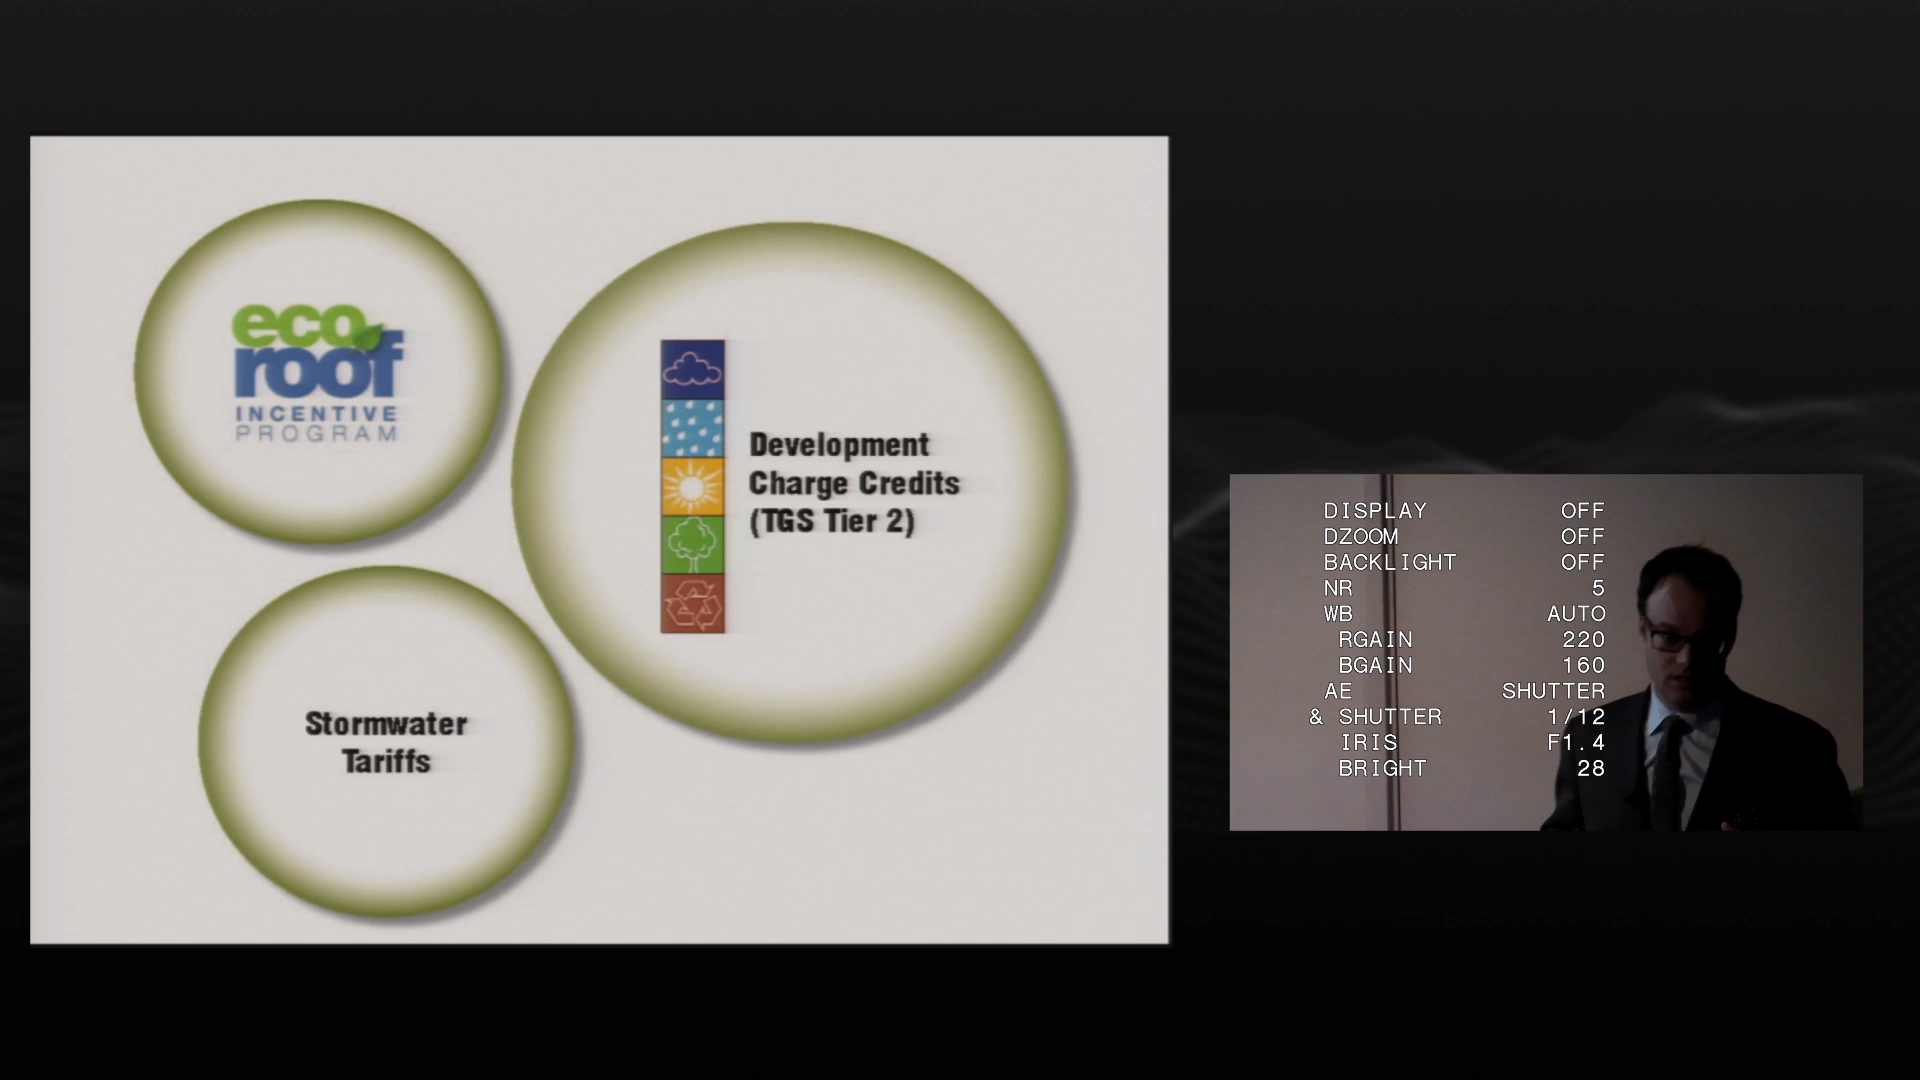 eco
roof
INCENTIVE
PROGRAM
Development
Charge Credits
(TGS Tier 2)
Stormwater
Tariffs
DISPLAY OFF
DZOOM OFF
BACKLIGHT OFF
NR 5
WB AUTO
RGAIN 220
BGAIN 160
AE SHUTTER
& SHUTTER 1/12
IRIS F1.4
BRIGHT 28